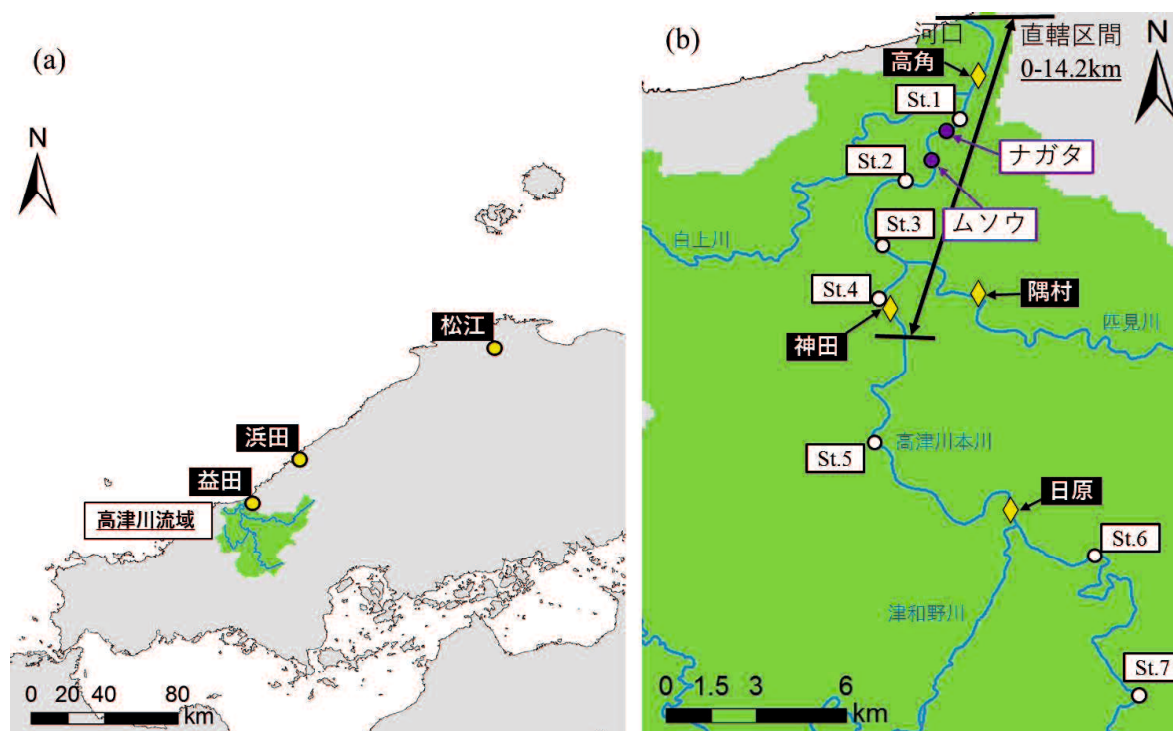 (a)
N
松江
浜田
益田
高津川流域
0 20 40 80
km
(b)
河口
直轄区間
0-14.2km
N
高角
St.1
ナガタ
St.2
ムソウ
白上川
St.3
St.4
隅村
神田
匹見川
高津川本川
St.5
日原
St.6
津和野川
St.7
0 1.5 3 6
km